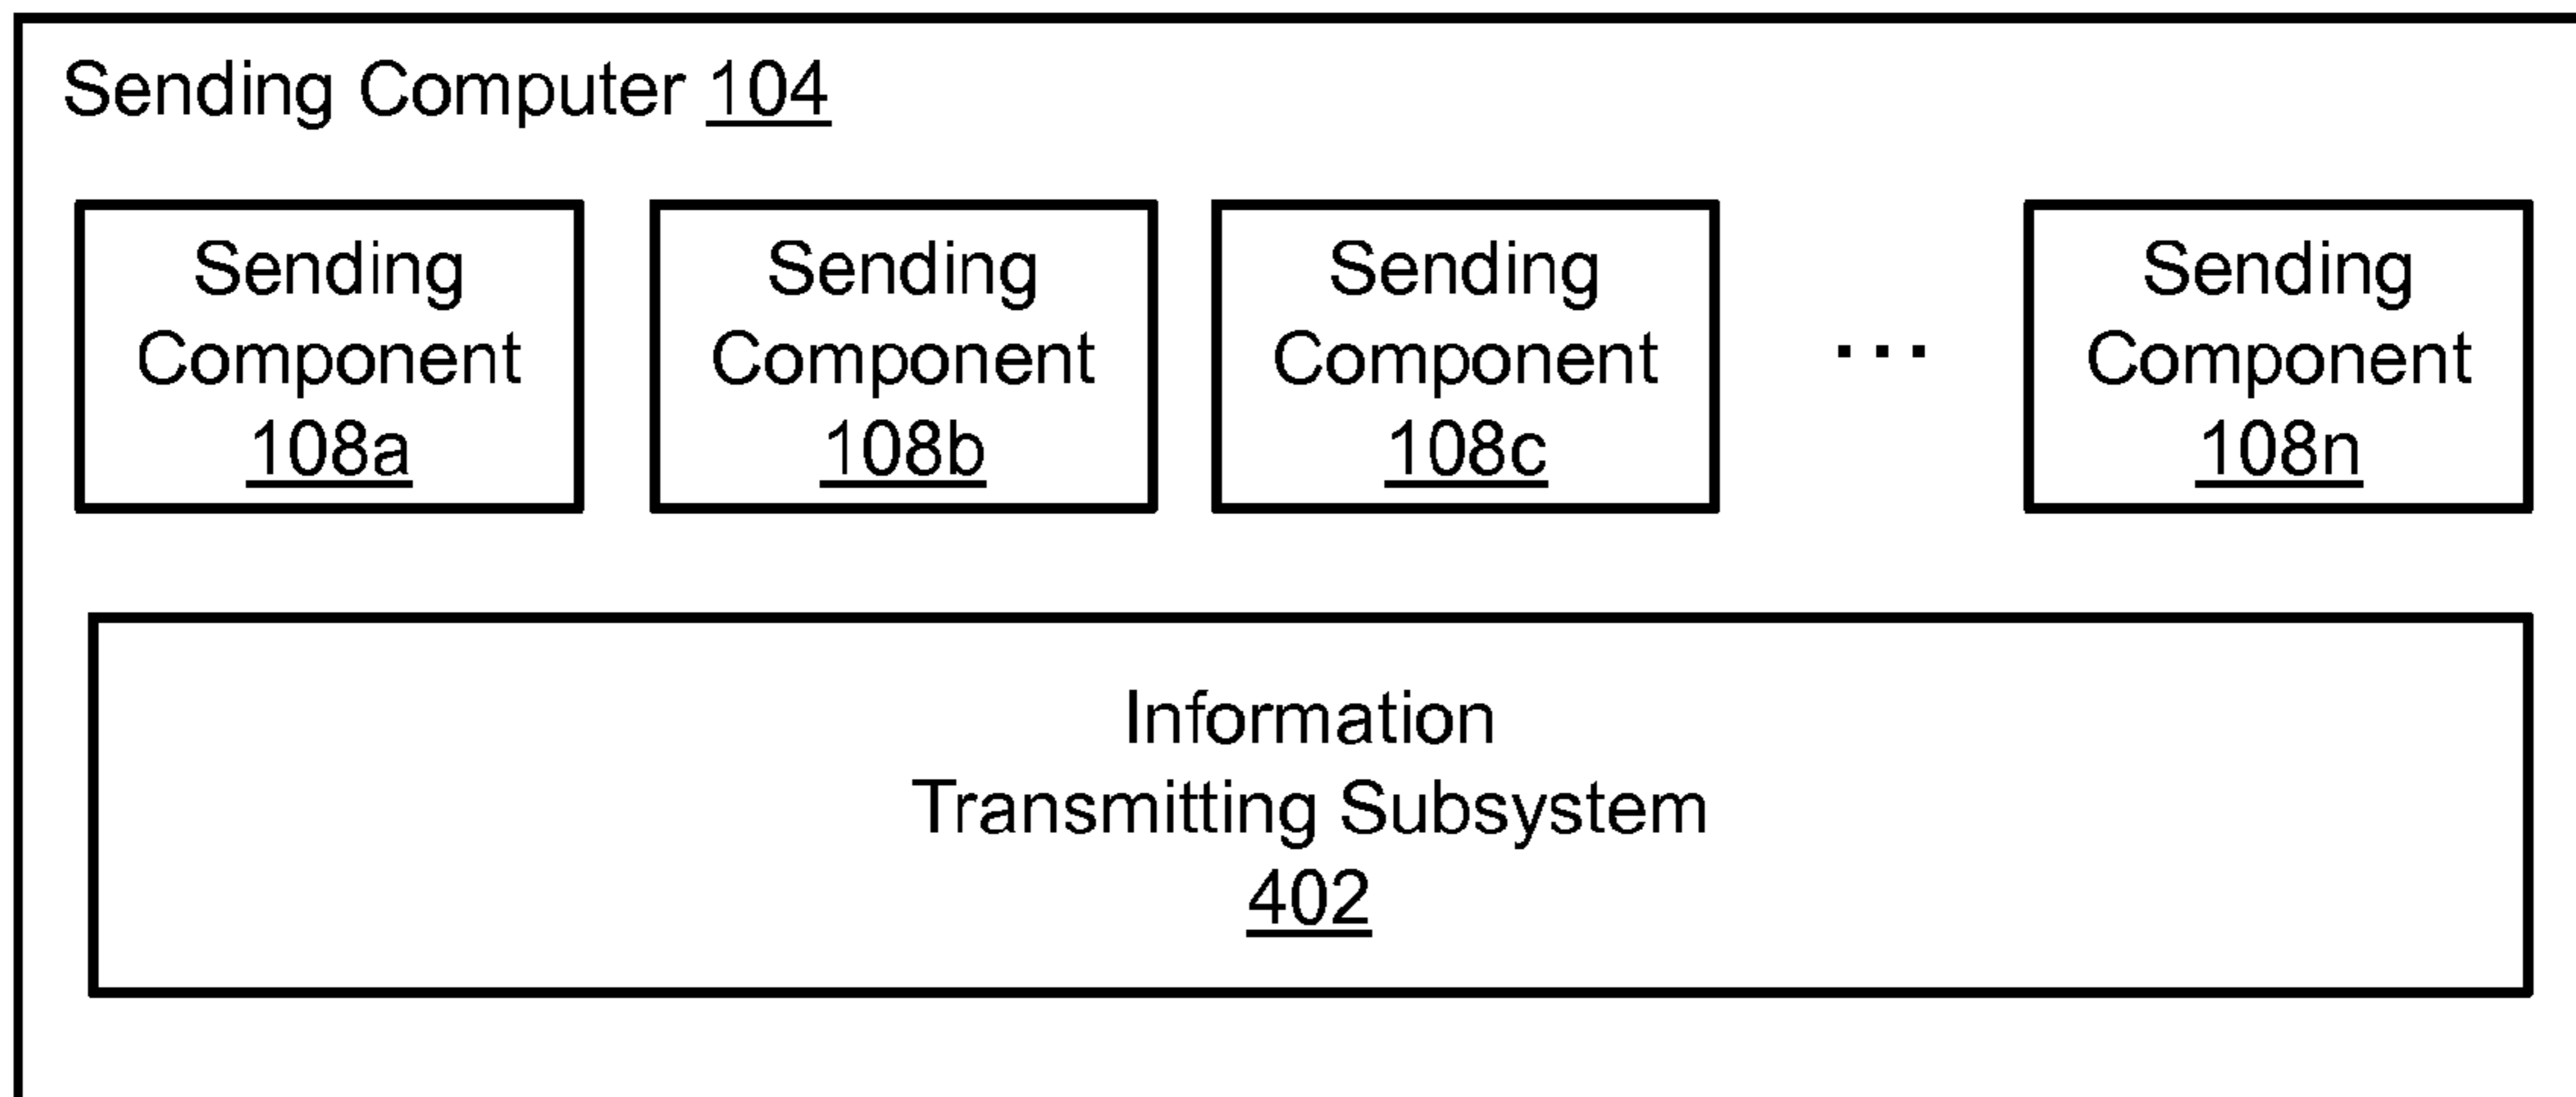 Sending Computer 104
Sending
Component
108a
Sending
Component
108b
Sending
Component
108c
...
Sending
Component
108n
Information
Transmitting Subsystem
402